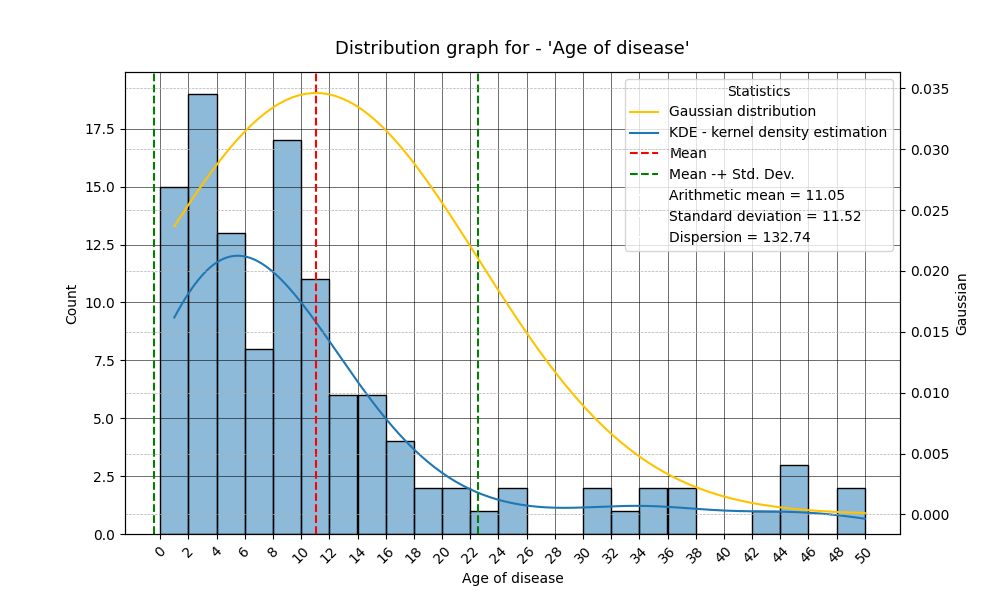 Distribution graph for - 'Age of disease'
Statistics
Gaussian distribution
KDE - kernel density estimation
Mean
Mean -+ Std. Dev.
Arithmetic mean = 11.05
Standard deviation = 11.52
Dispersion = 132.74
Count
17.5
15.0
12.5
10.0
7.5
5.0
2.5
0.0
0.035
0.030
0.025
0.020
0.015
0.010
0.005
0.000
Gaussian
0 2 4 6 8 10 12 14 16 18 20 22 24 26 28 30 32 34 36 38 40 42 44 46 48 50
Age of disease